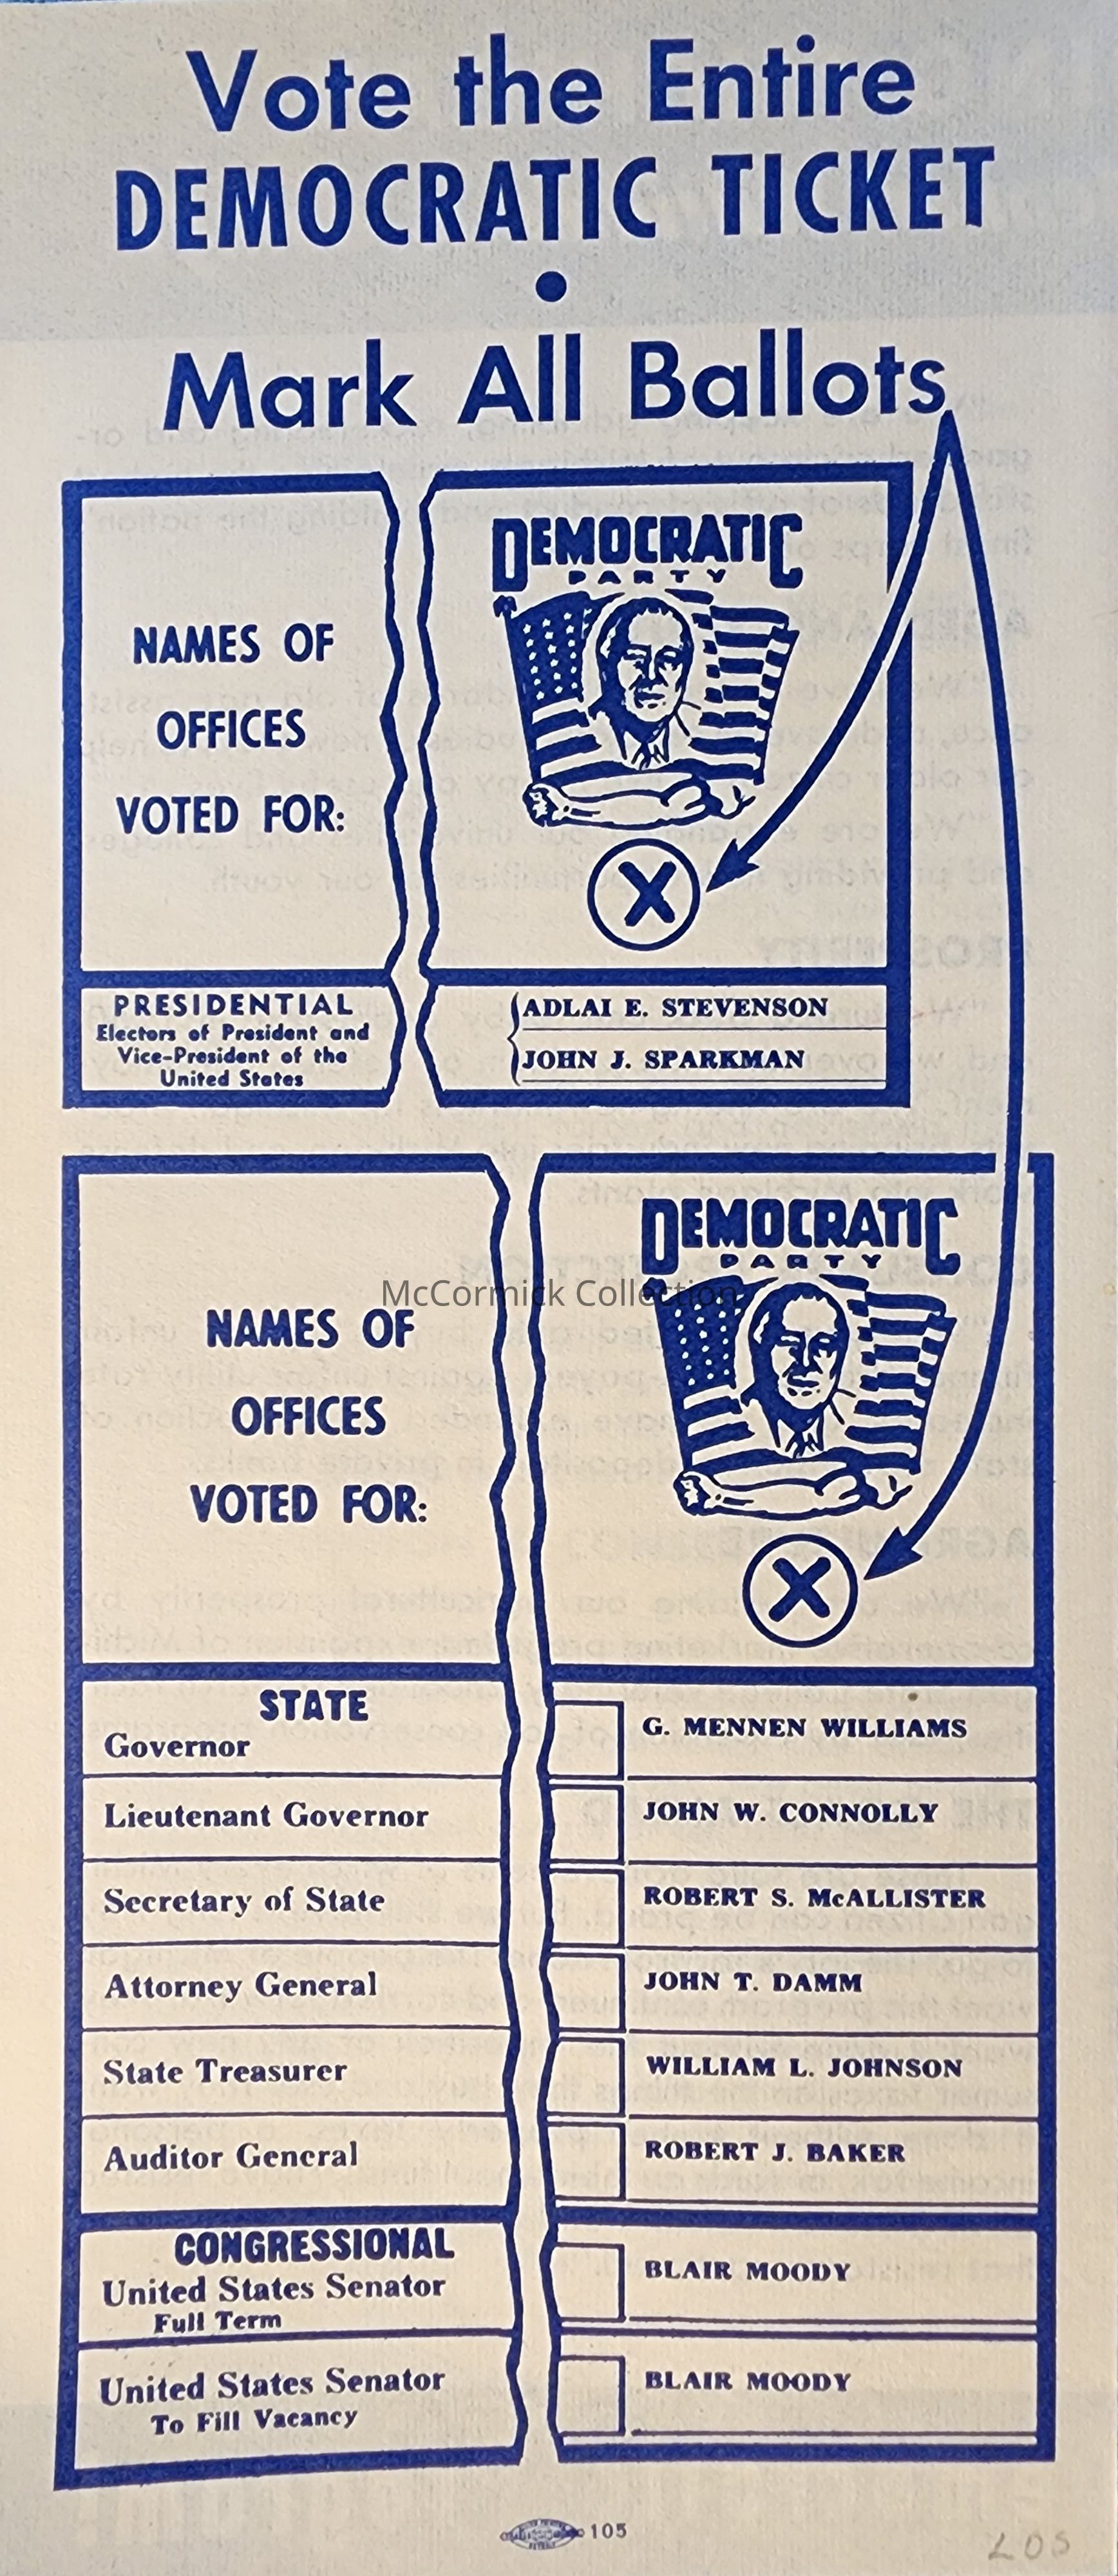 Vote the Entire
DEMOCRATIC TICKET
•
Mark All Ballots
DEMOCRATIC
PARTY
NAMES OF
OFFICES
VOTED FOR:
X
PRESIDENTIAL
Electors of President and
Vice-President of the
United States
ADLAI E. STEVENSON
JOHN J. SPARKMAN
DEMOCRATIC
PARTY
McCormick Collection
NAMES OF
OFFICES
VOTED FOR:
X
STATE
Governor
G. MENNEN WILLIAMS
Lieutenant Governor
JOHN W. CONNOLLY
Secretary of State
ROBERT S. McALLISTER
Attorney General
JOHN T. DAMM
State Treasurer
WILLIAM L. JOHNSON
Auditor General
ROBERT J. BAKER
CONGRESSIONAL
United States Senator
Full Term
BLAIR MOODY
United States Senator
To Fill Vacancy
BLAIR MOODY
105